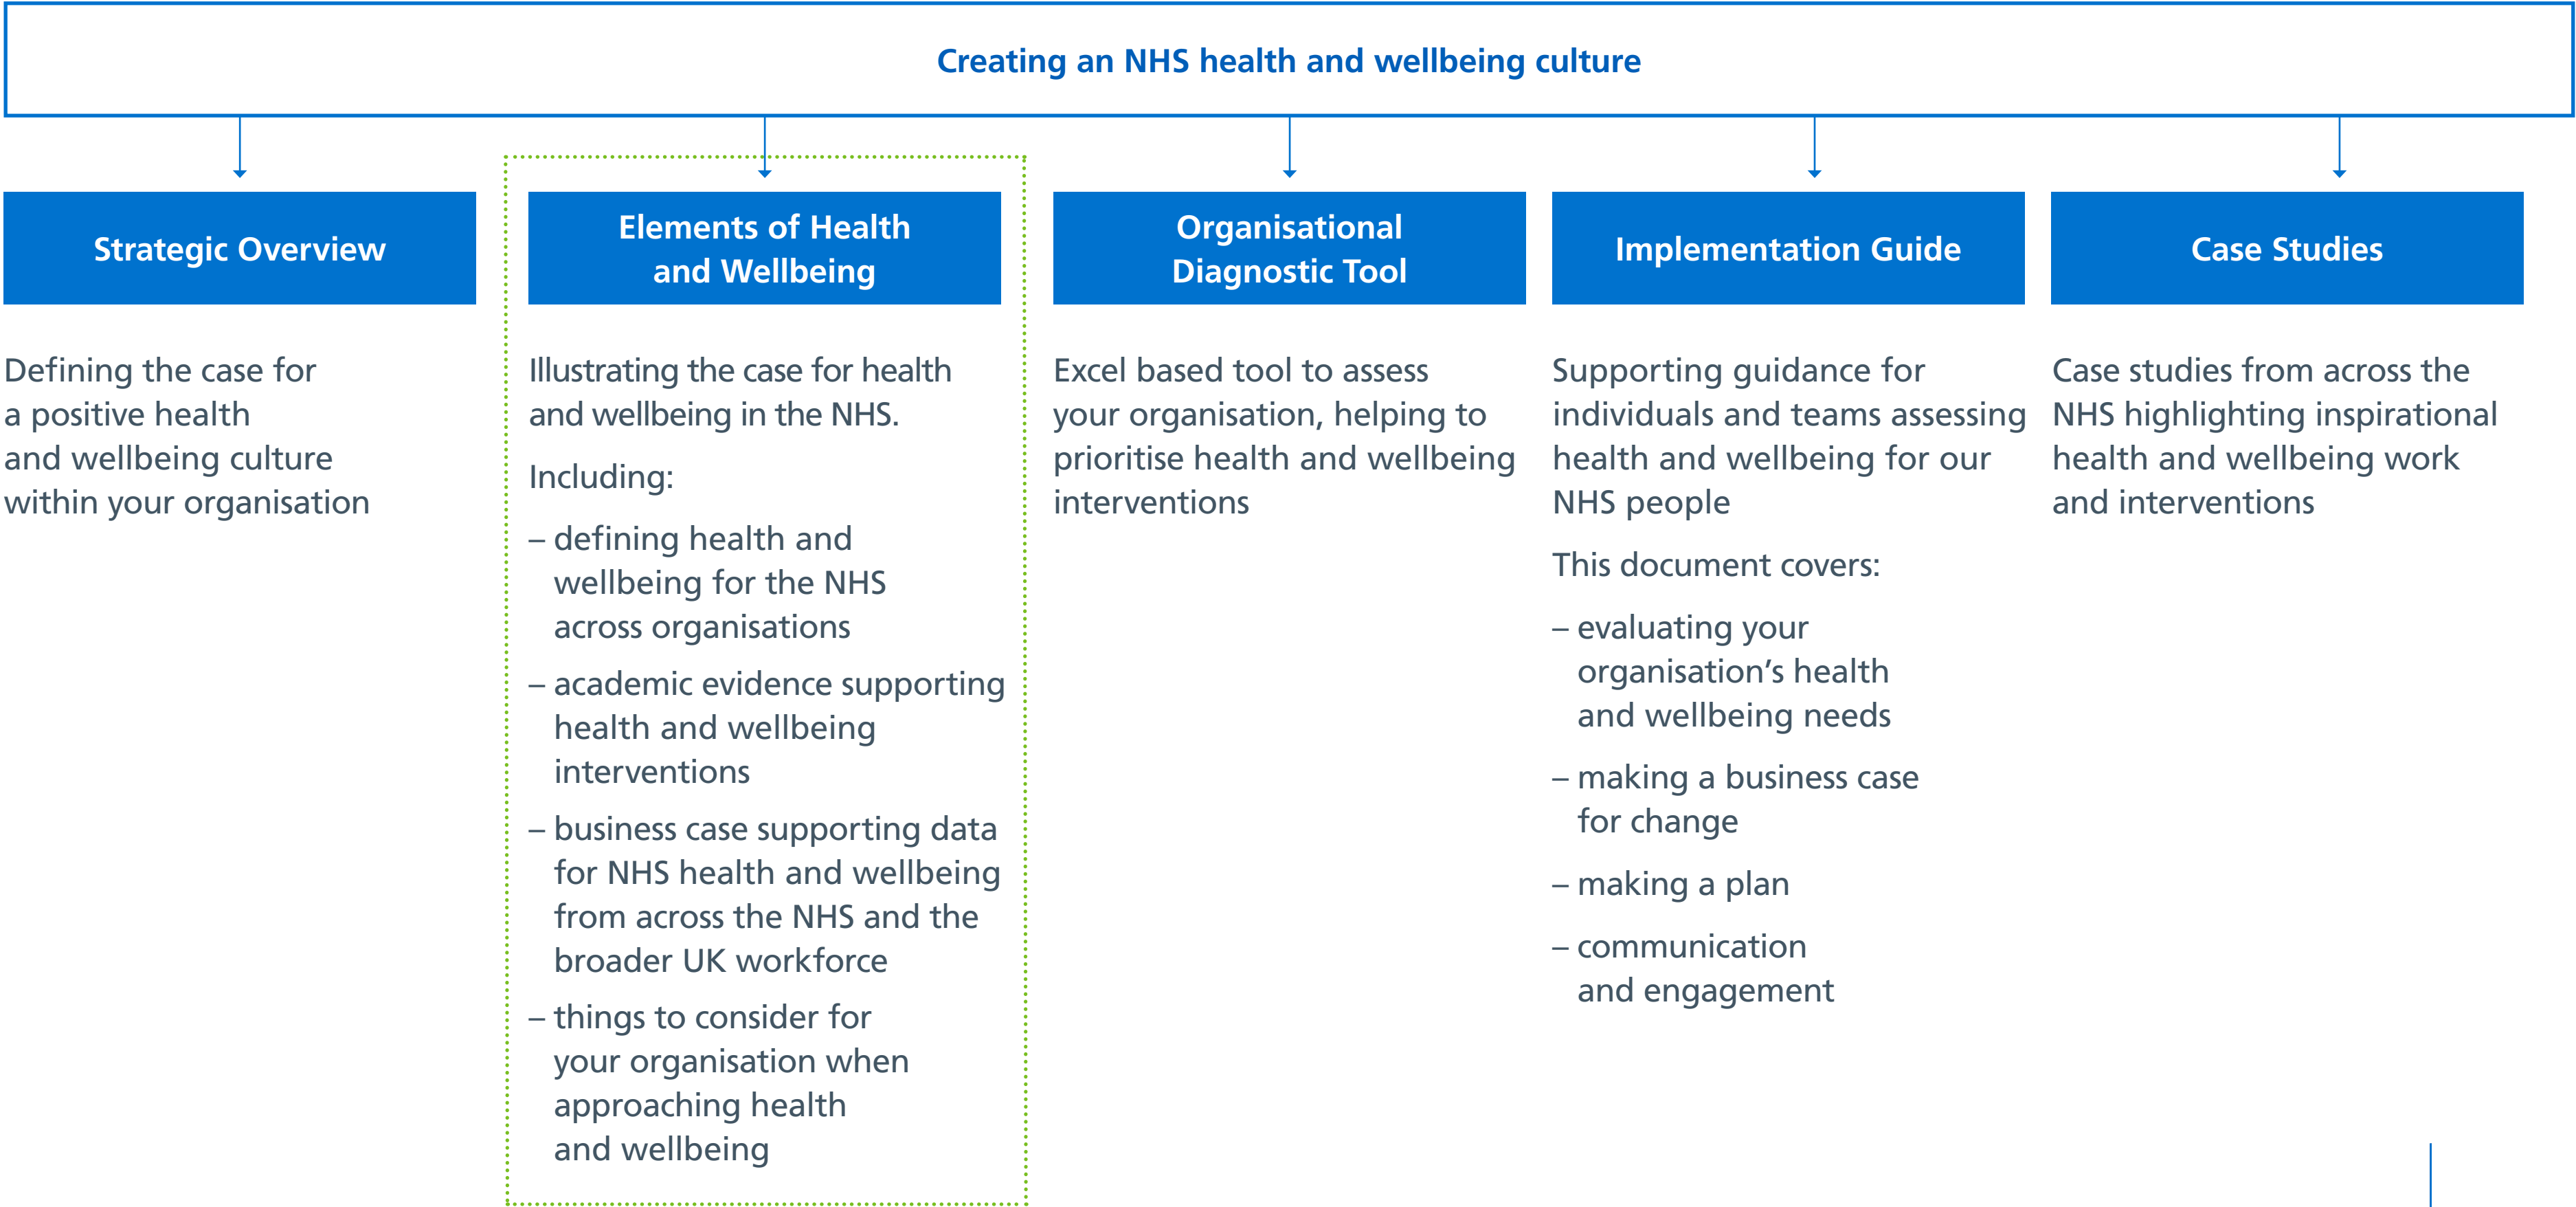 Creating an NHS health and wellbeing culture
Strategic Overview
Defining the case for
a positive health
and wellbeing culture
within your organisation
Elements of Health
and Wellbeing
Illustrating the case for health
and wellbeing in the NHS.
Including:
– defining health and
wellbeing for the NHS
across organisations
– academic evidence supporting
health and wellbeing
interventions
– business case supporting data
for NHS health and wellbeing
from across the NHS and the
broader UK workforce
– things to consider for
your organisation when
approaching health
and wellbeing
Organisational
Diagnostic Tool
Excel based tool to assess
your organisation, helping to
prioritise health and wellbeing
interventions
Implementation Guide
Supporting guidance for
individuals and teams assessing
health and wellbeing for our
NHS people
This document covers:
– evaluating your
organisation’s health
and wellbeing needs
– making a business case
for change
– making a plan
– communication
and engagement
Case Studies
Case studies from across the
NHS highlighting inspirational
health and wellbeing work
and interventions